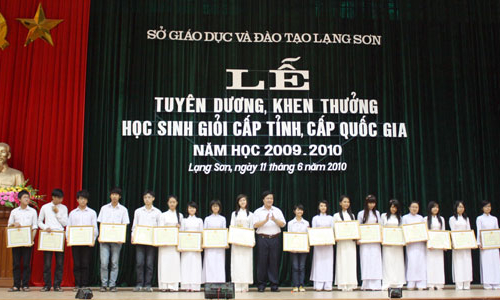 SỞ GIÁO DỤC VÀ ĐÀO TẠO LẠNG SƠN
LỄ
TUYÊN DƯƠNG, KHEN THƯỞNG
HỌC SINH GIỎI CẤP TỈNH, CẤP QUỐC GIA
NĂM HỌC 2009-2010
Lạng Sơn, ngày 11 tháng 6 năm 2010